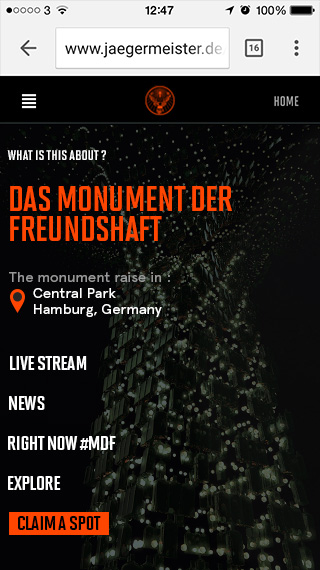 3 12:47 100%
www.jaegermeister.de 16
HOME
WHAT IS THIS ABOUT ?
DAS MONUMENT DER
FREUNDSHAFT
The monument raise in :
Central Park
Hamburg, Germany
LIVE STREAM
NEWS
RIGHT NOW #MDF
EXPLORE
CLAIM A SPOT